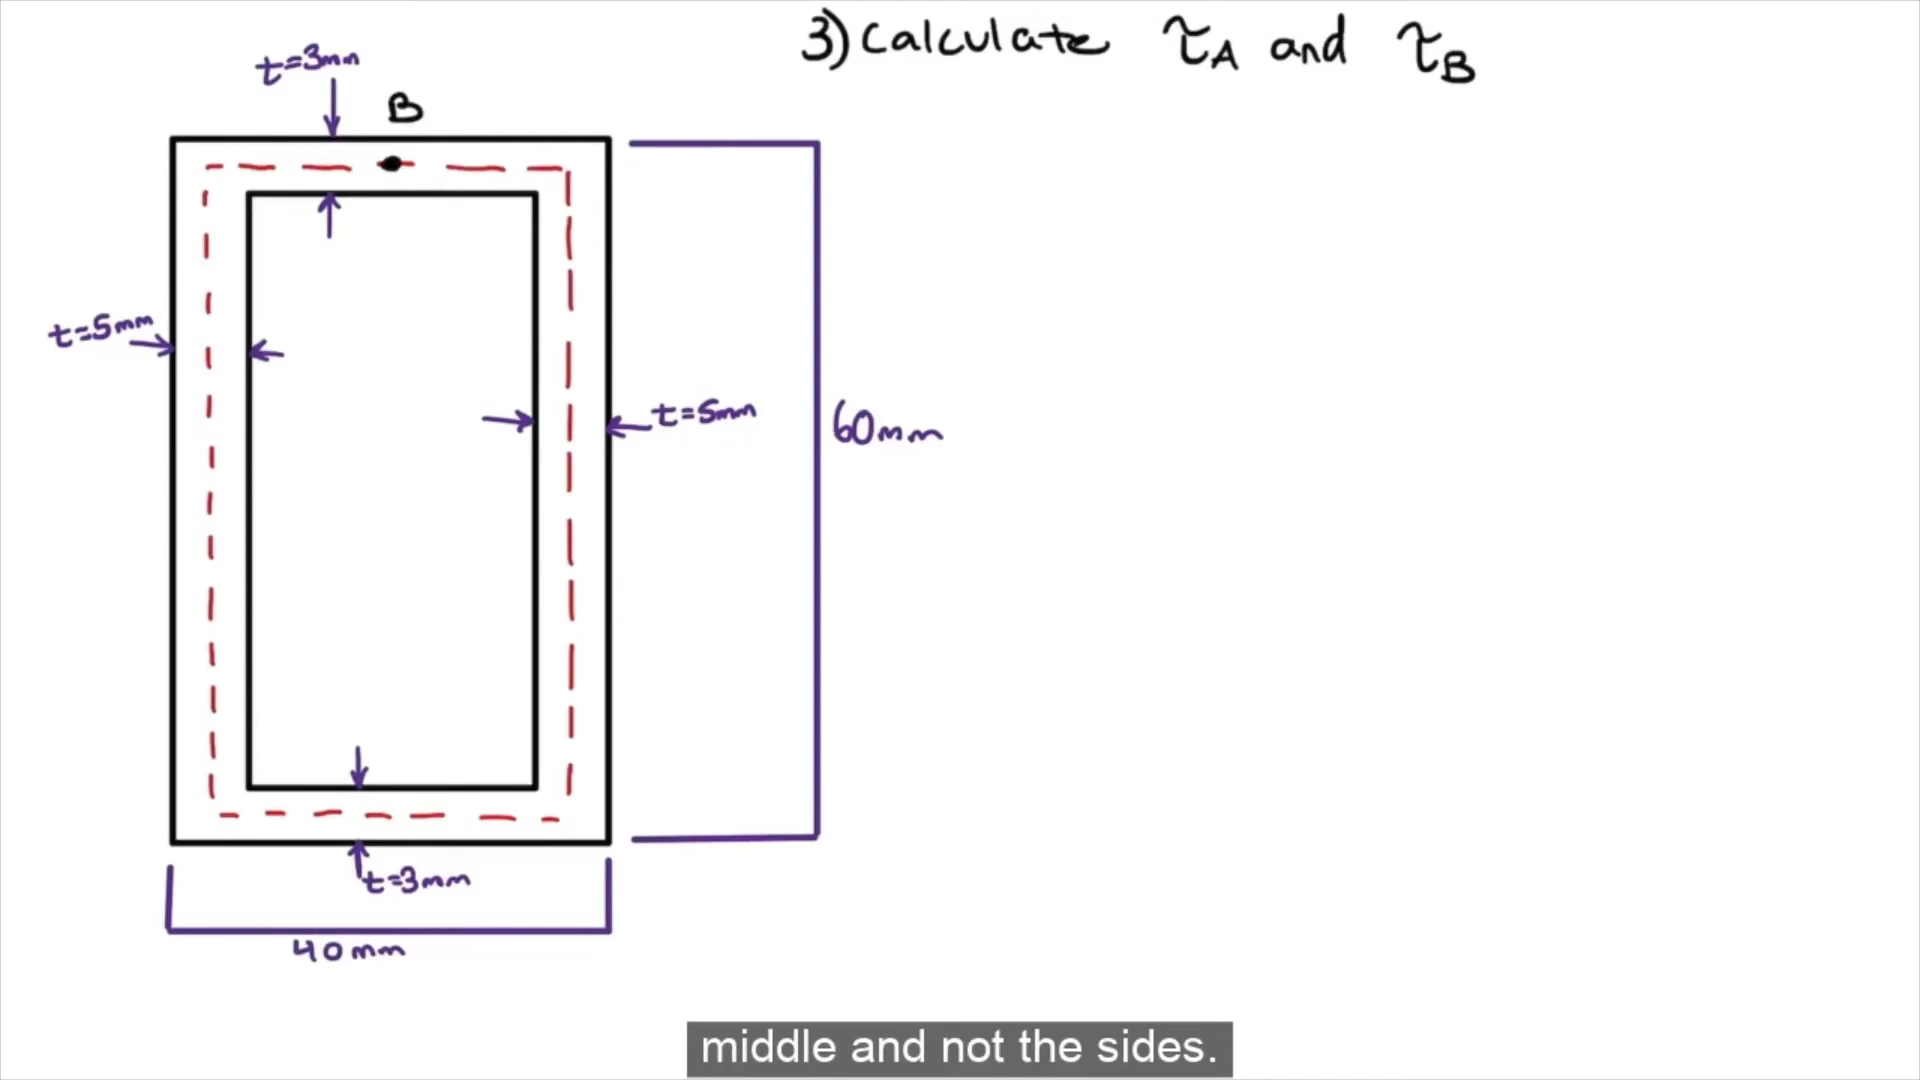 3) Calculate τA and τB
t=3mm
B
t=5mm
t=5mm
60mm
t=3mm
40mm
middle and not the sides.